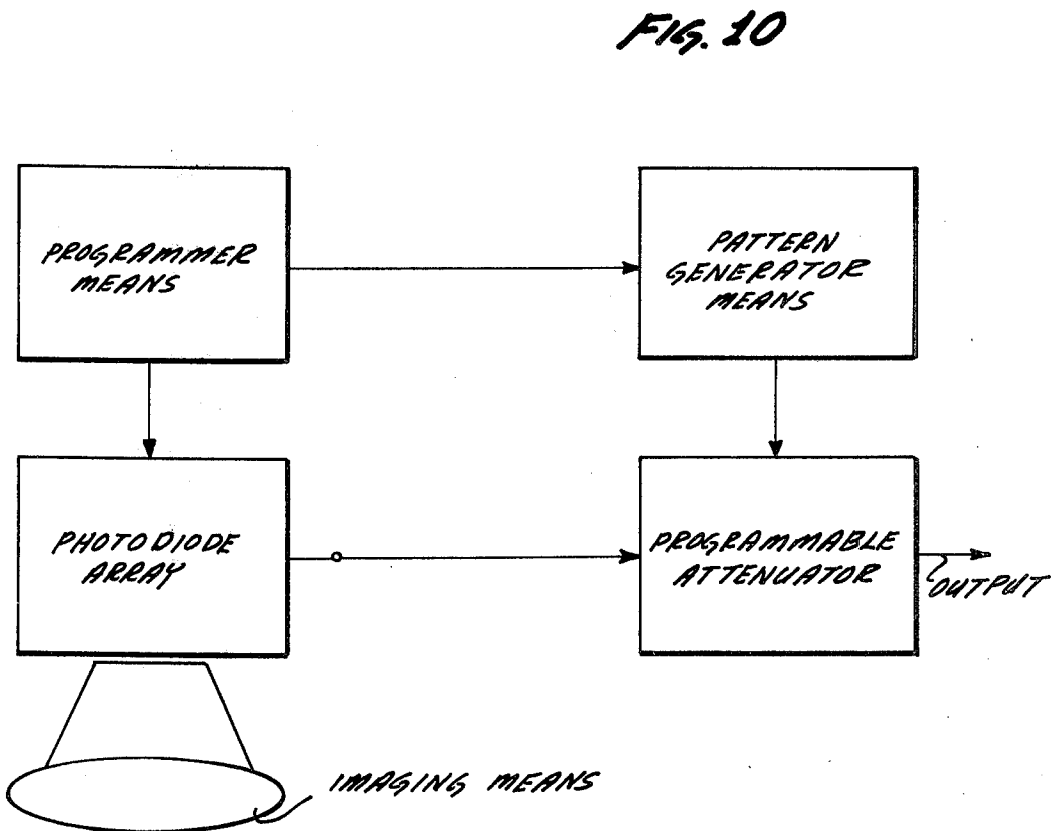 FIG. 10
PROGRAMMER
MEANS
PATTERN
GENERATOR
MEANS
PHOTODIODE
ARRAY
PROGRAMMABLE
ATTENUATOR
OUTPUT
IMAGING MEANS